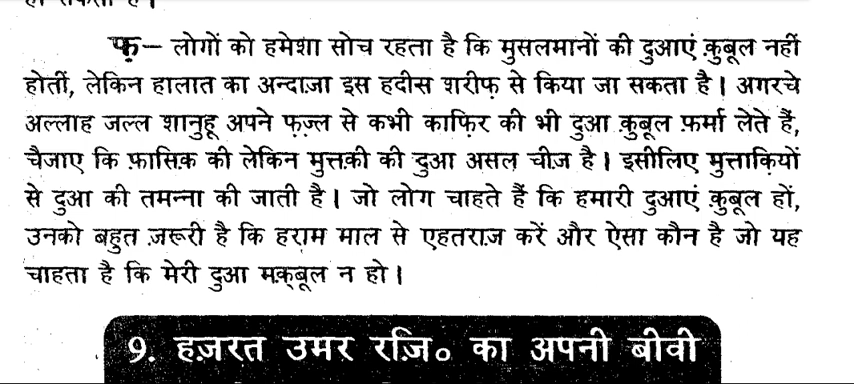 फ़— लोगों को हमेशा सोच रहता है कि मुसलमानों की दुआएं क़ुबूल नहीं
होतीं, लेकिन हालात का अन्दाज़ा इस हदीस शरीफ़ से किया जा सकता है। अगरचे
अल्लाह जल्ल शानुहू अपने फ़ज़्ल से कभी काफ़िर की भी दुआ क़ुबूल फ़र्मा लेते हैं,
चैजाए कि फ़ासिक़ की लेकिन मुत्तक़ी की दुआ असल चीज़ है। इसीलिए मुत्ताकियों
से दुआ की तमन्ना की जाती है। जो लोग चाहते हैं कि हमारी दुआएं क़ुबूल हों,
उनको बहुत ज़रूरी है कि हराम माल से एहतराज़ करें और ऐसा कौन है जो यह
चाहता है कि मेरी दुआ मक़्बूल न हो।
9. हज़रत उमर रज़ि० का अपनी बीवी